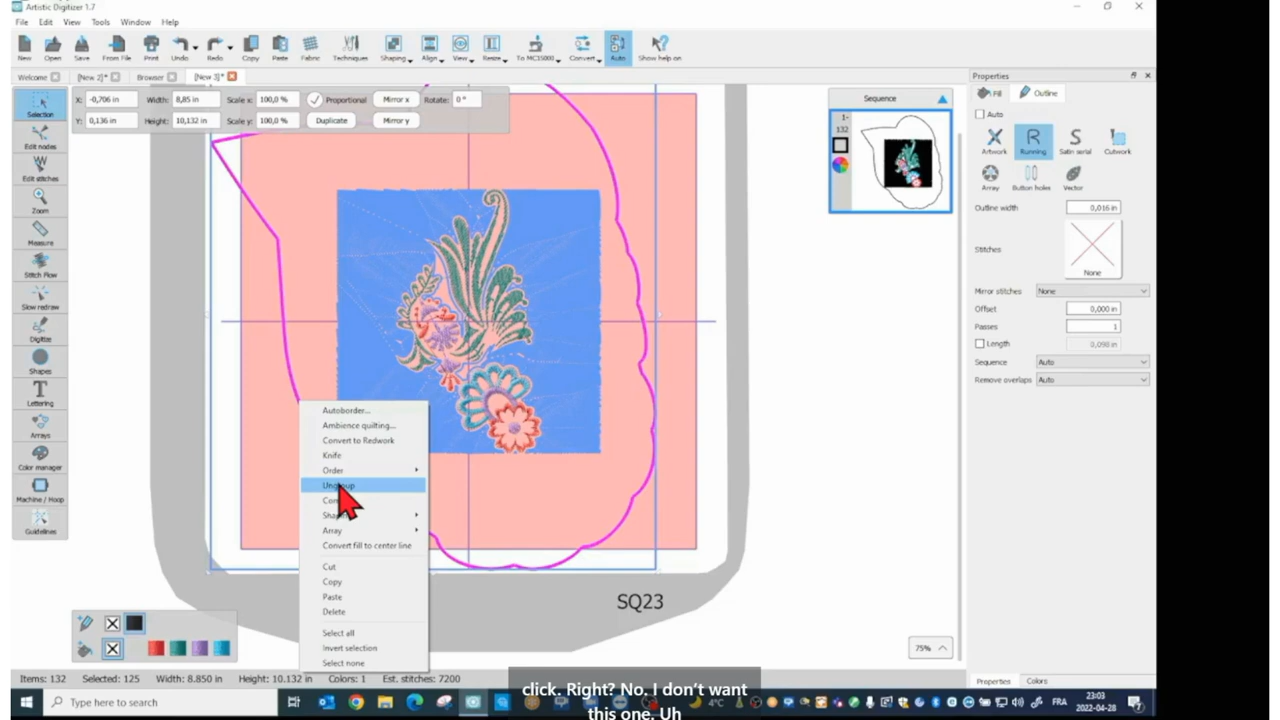 Artistic Digitizer 1.7
File Edit View Tools Window Help
New Open Save From File Print Undo Redo Copy Paste Fabric Techniques Shaping Align View Resize To MC15000 Convert Auto Show help on
Welcome [New 2]* Browser [New 3]*
X: -0,706 in Width: 8,85 in Scale x: 100,0 % Proportional Mirror x Rotate: 0 °
Y: 0,136 in Height: 10,132 in Scale y: 100,0 % Duplicate Mirror y
Selection
Edit nodes
Edit stitches
Zoom
Measure
Stitch Flow
Slow redraw
Digitize
Shapes
Lettering
Arrays
Color manager
Machine / Hoop
Guidelines
Autoborder...
Ambience quilting...
Convert to Redwork
Knife
Order
Ungroup
Shap
Array
Convert fill to center line
Cut
Copy
Paste
Delete
Select all
Invert selection
Select none
SQ23
75%
Sequence
1-
132
Properties
Fill Outline
Auto
Artwork Running Satin serial Cutwork
Array Button holes Vector
Outline width 0,016 in
Stitches
None
Mirror stitches None
Offset 0,000 in
Passes 1
Length 0,098 in
Sequence Auto
Remove overlaps Auto
Properties Colors
Items: 132 Selected: 125 Width: 8.850 in Height: 10.132 in Colors: 1 Est. stitches: 7200
click. Right? No. I don't want
this one. Uh
Type here to search
4°C
FRA
23:03
2022-04-28